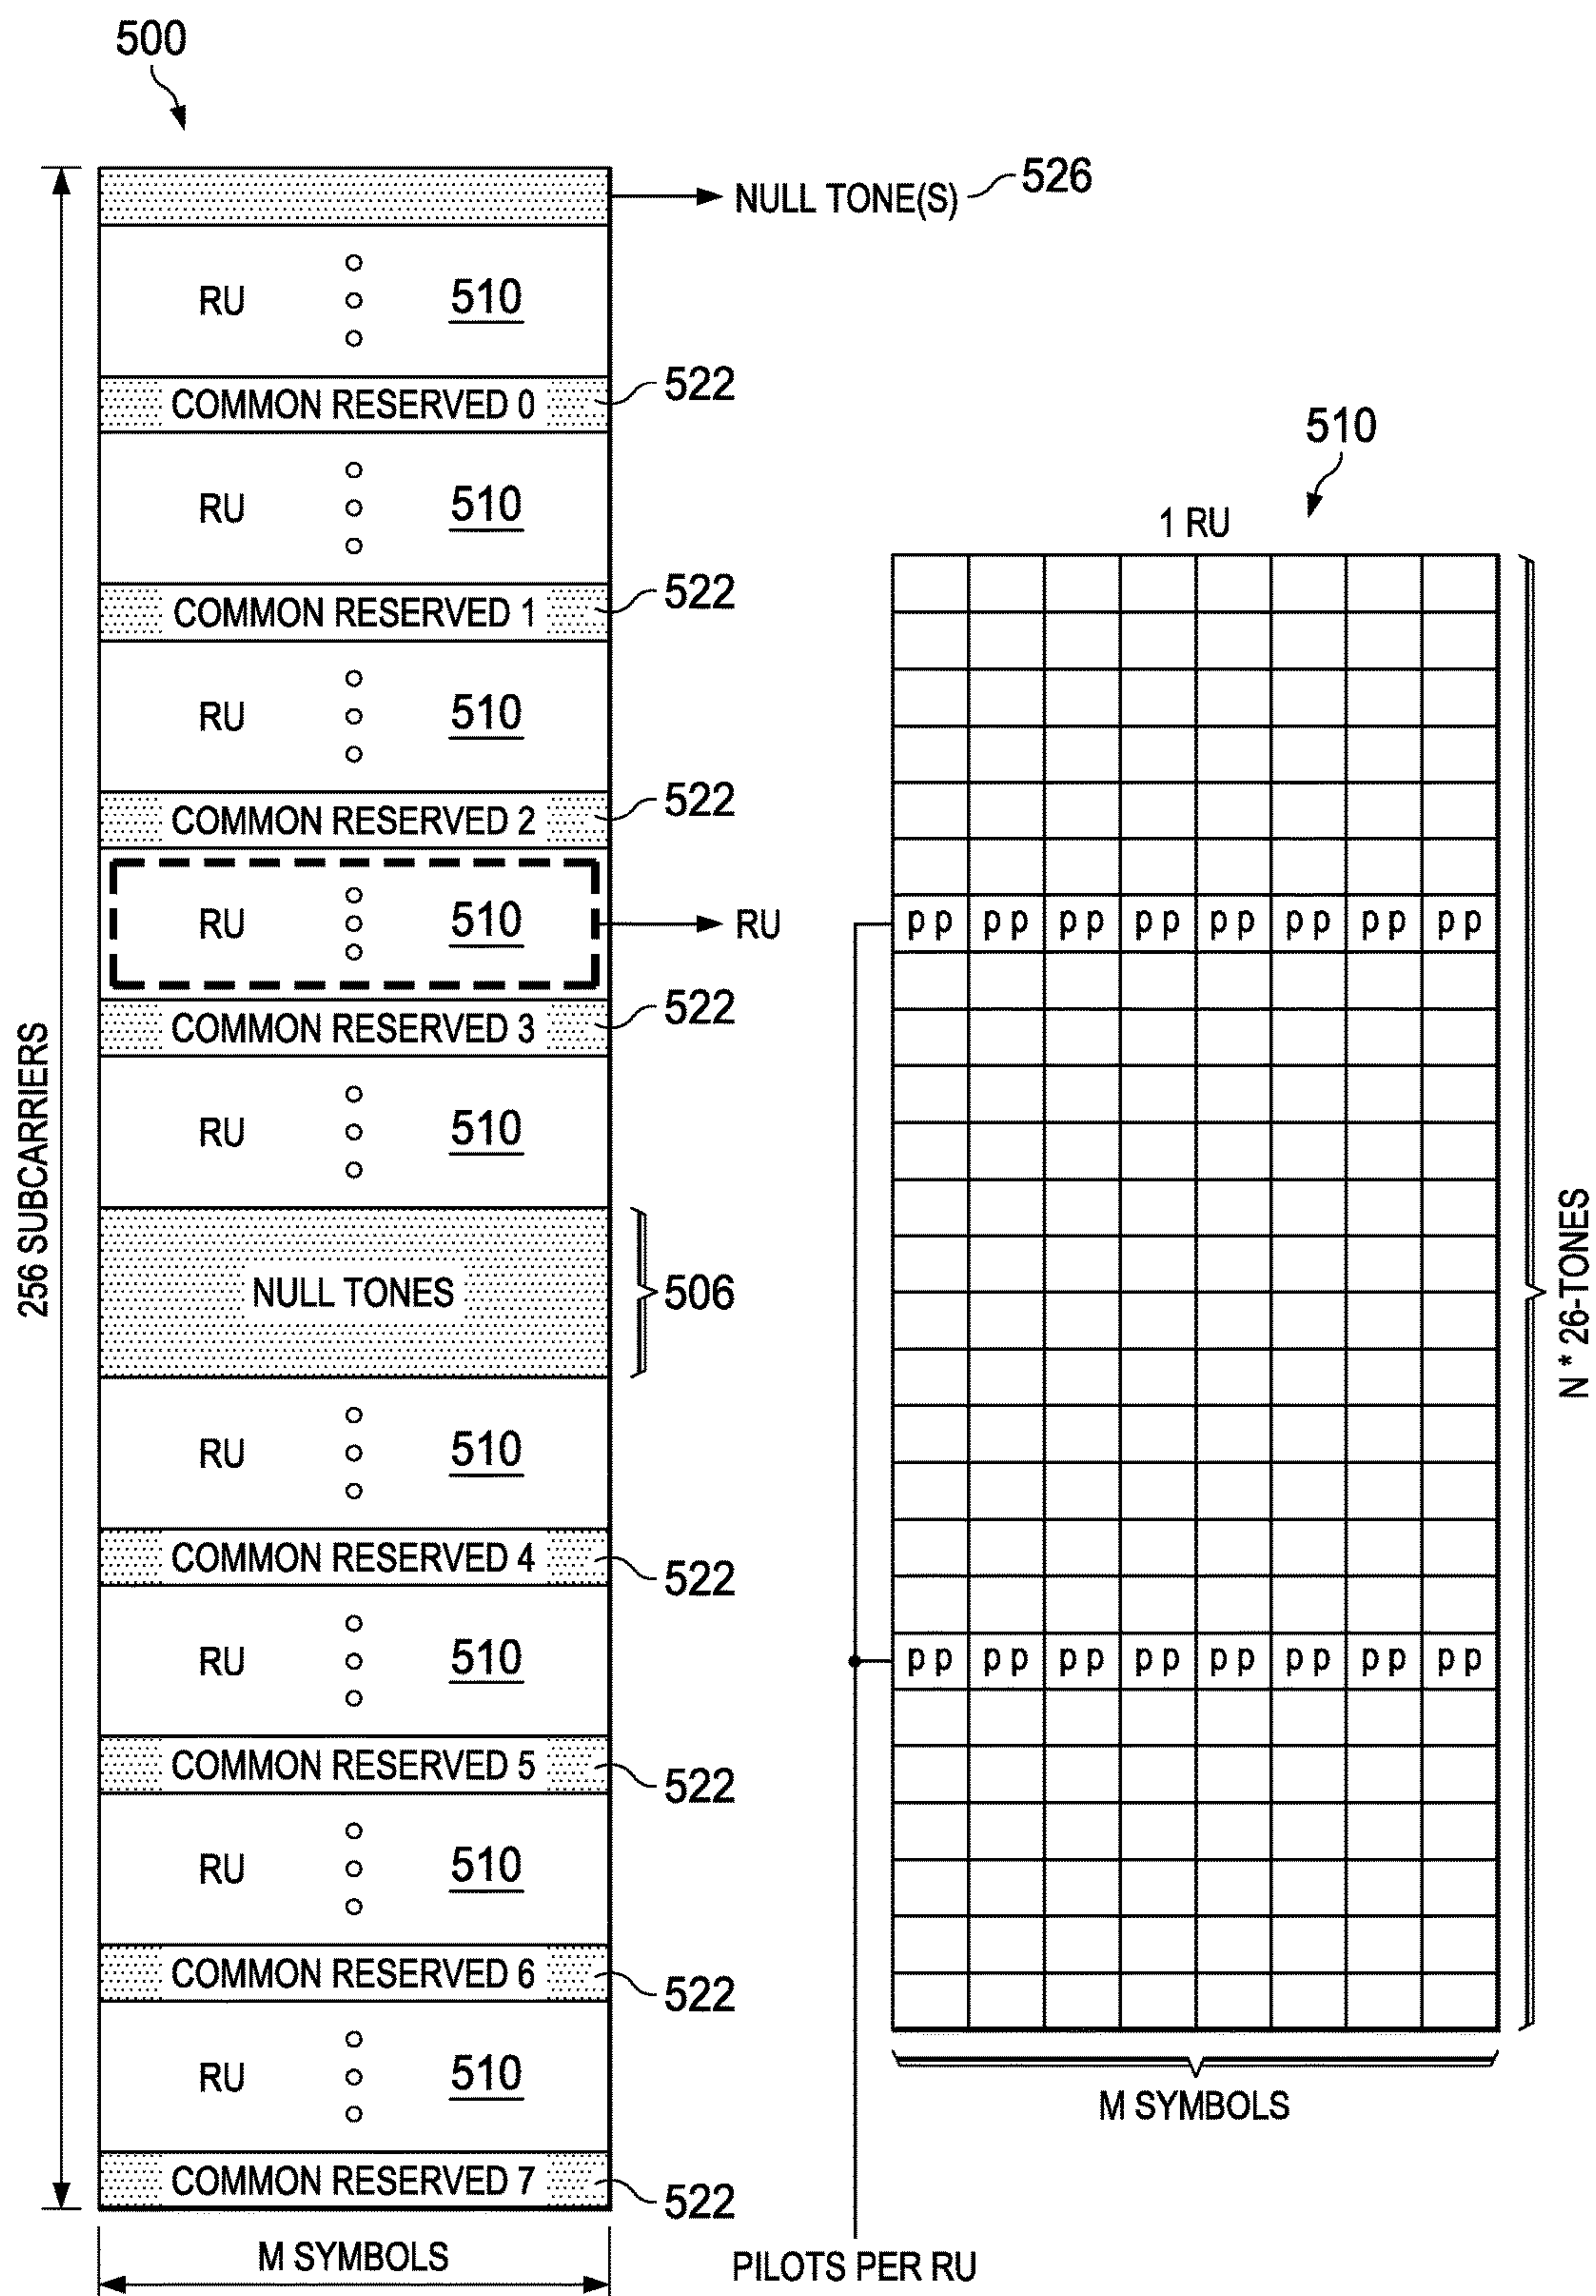 500
NULL TONE(S) 526
RU 510
COMMON RESERVED 0 522
RU 510
COMMON RESERVED 1 522
RU 510
COMMON RESERVED 2 522
RU 510 RU
COMMON RESERVED 3 522
RU 510
NULL TONES 506
RU 510
COMMON RESERVED 4 522
RU 510
COMMON RESERVED 5 522
RU 510
COMMON RESERVED 6 522
RU 510
COMMON RESERVED 7 522
256 SUBCARRIERS
M SYMBOLS
510
1 RU
p p p p p p p p p p p p p p p p
p p p p p p p p p p p p p p p p
N * 26-TONES
M SYMBOLS
PILOTS PER RU